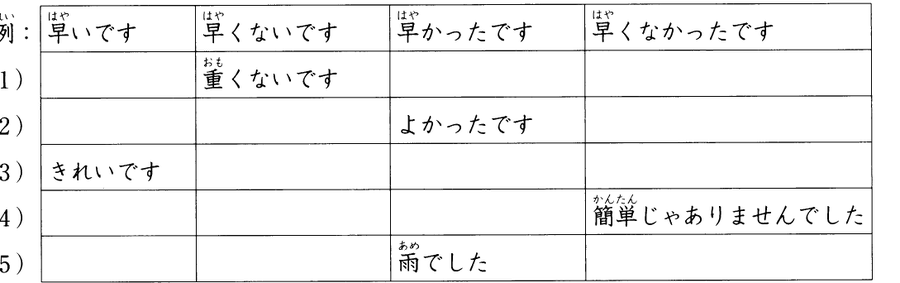 例：早いです 早くないです 早かったです 早くなかったです
1） 重くないです
2） よかったです
3） きれいです
4） 簡単じゃありませんでした
5） 雨でした